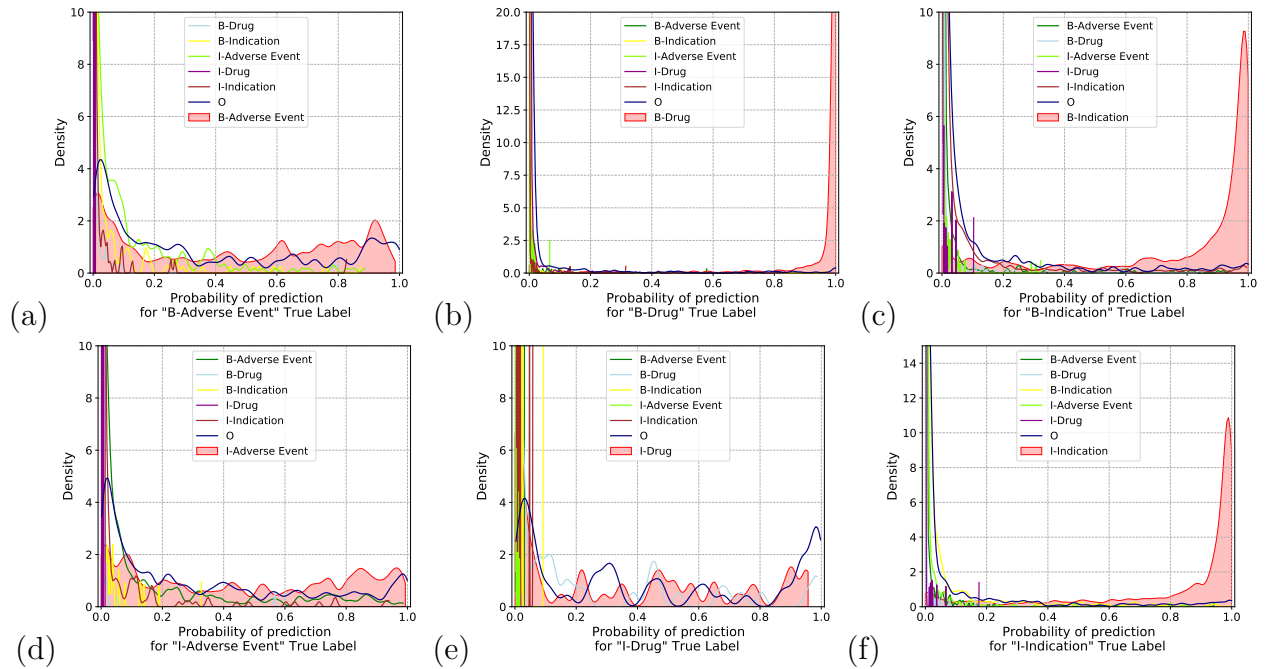 10
8
6
4
2
0
Density
B-Drug
B-Indication
I-Adverse Event
I-Drug
I-Indication
O
B-Adverse Event
0.0 0.2 0.4 0.6 0.8 1.0
Probability of prediction
for "B-Adverse Event" True Label
(a)
20.0
17.5
15.0
12.5
10.0
7.5
5.0
2.5
0.0
Density
B-Adverse Event
B-Indication
I-Adverse Event
I-Drug
I-Indication
O
B-Drug
0.0 0.2 0.4 0.6 0.8 1.0
Probability of prediction
for "B-Drug" True Label
(b)
10
8
6
4
2
0
Density
B-Adverse Event
B-Drug
I-Adverse Event
I-Drug
I-Indication
O
B-Indication
0.0 0.2 0.4 0.6 0.8 1.0
Probability of prediction
for "B-Indication" True Label
(c)
10
8
6
4
2
0
Density
B-Adverse Event
B-Drug
B-Indication
I-Drug
I-Indication
O
I-Adverse Event
0.0 0.2 0.4 0.6 0.8 1.0
Probability of prediction
for "I-Adverse Event" True Label
(d)
10
8
6
4
2
0
Density
B-Adverse Event
B-Drug
B-Indication
I-Adverse Event
I-Indication
O
I-Drug
0.0 0.2 0.4 0.6 0.8 1.0
Probability of prediction
for "I-Drug" True Label
(e)
14
12
10
8
6
4
2
0
Density
B-Adverse Event
B-Drug
B-Indication
I-Adverse Event
I-Drug
O
I-Indication
0.0 0.2 0.4 0.6 0.8 1.0
Probability of prediction
for "I-Indication" True Label
(f)